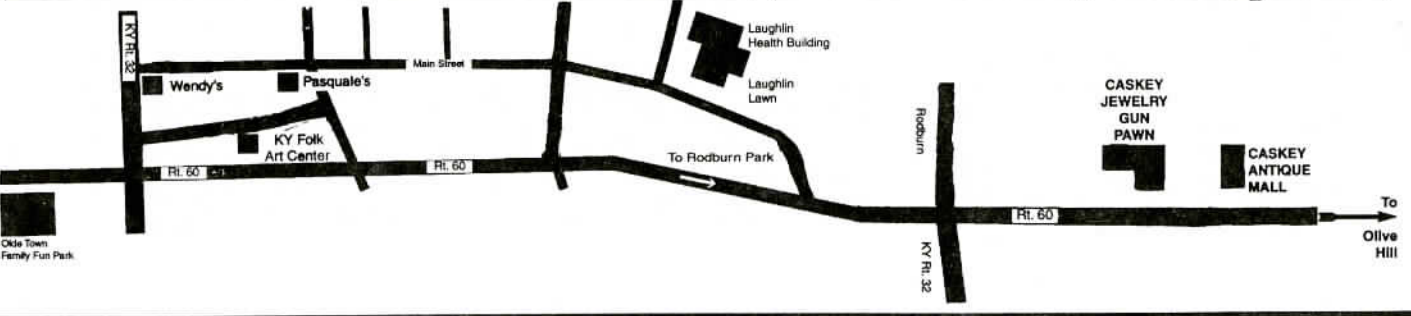 KY Rt. 32
Wendy's
Pasquale's
Main Street
Laughlin
Health Building
Laughlin
Lawn
KY Folk
Art Center
Rt. 60
Rt. 60
To Rodburn Park
Olde Town
Family Fun Park
Rodburn
KY Rt. 32
CASKEY
JEWELRY
GUN
PAWN
CASKEY
ANTIQUE
MALL
Rt. 60
To
Olive
Hill